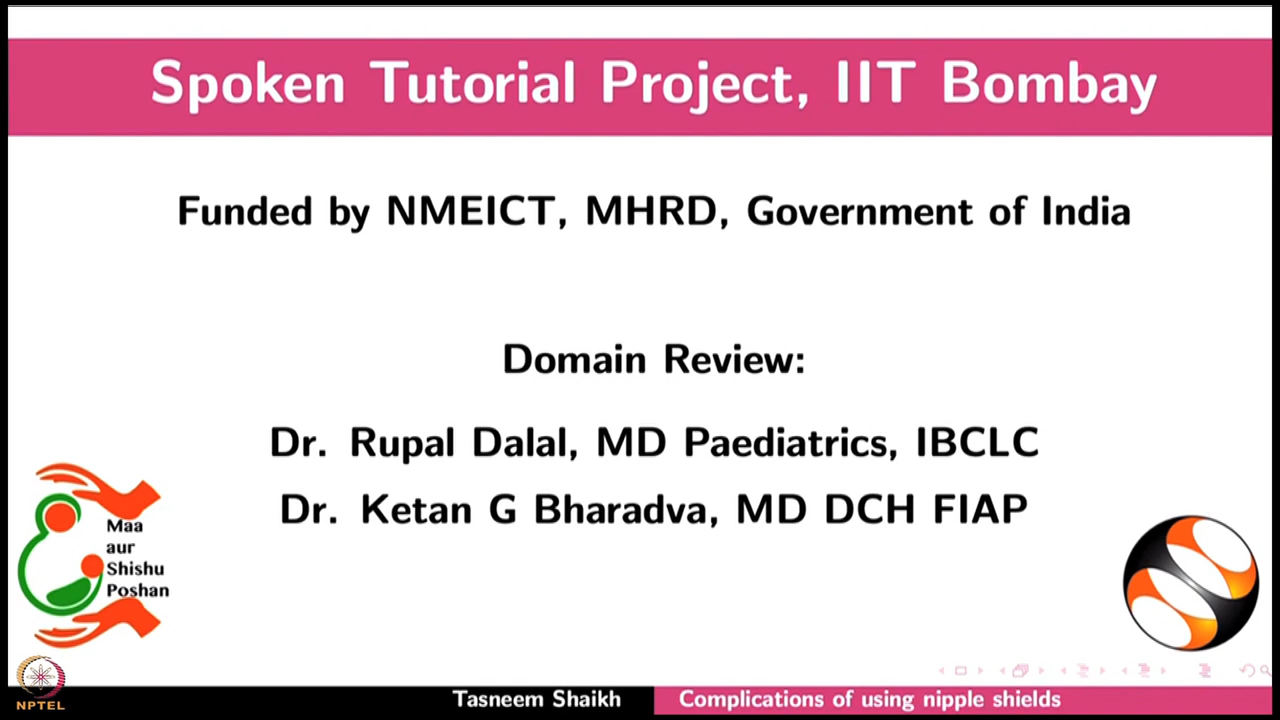 Spoken Tutorial Project, IIT Bombay
Funded by NMEICT, MHRD, Government of India
Domain Review:
Dr. Rupal Dalal, MD Paediatrics, IBCLC
Dr. Ketan G Bharadva, MD DCH FIAP
Maa
aur
Shishu
Poshan
NPTEL
Tasneem Shaikh Complications of using nipple shields